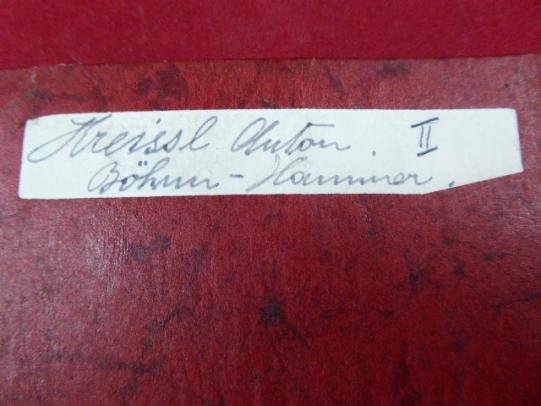 Kreissl Anton. II
Böhm-Hammer.